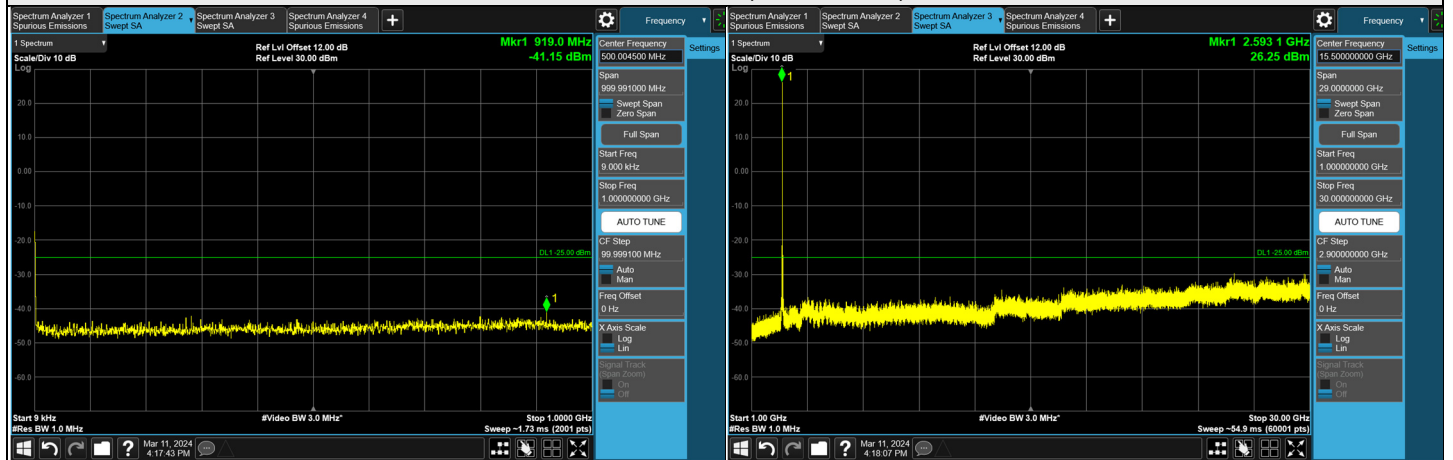 Spectrum Analyzer 1
Spurious Emissions
Spectrum Analyzer 2
Swept SA
Spectrum Analyzer 3
Swept SA
Spectrum Analyzer 4
Spurious Emissions
Frequency
1 Spectrum
Scale/Div 10 dB
Log
Ref Lvl Offset 12.00 dB
Ref Level 30.00 dBm
Mkr1 919.0 MHz
-41.15 dBm
20.0
10.0
0.00
-10.0
-20.0
-30.0
-40.0
-50.0
-60.0
DL1 -25.00 dBm
1
Start 9 kHz
#Res BW 1.0 MHz
#Video BW 3.0 MHz*
Stop 1.0000 GHz
Sweep ~1.73 ms (2001 pts)
Center Frequency
500.004500 MHz
Settings
Span
999.991000 MHz
Swept Span
Zero Span
Full Span
Start Freq
9.000 kHz
Stop Freq
1.000000000 GHz
AUTO TUNE
CF Step
99.999100 MHz
Auto
Man
Freq Offset
0 Hz
X Axis Scale
Log
Lin
Signal Track
(Span Zoom)
On
Off
?
Mar 11, 2024
4:17:43 PM
Spectrum Analyzer 1
Spurious Emissions
Spectrum Analyzer 2
Swept SA
Spectrum Analyzer 3
Swept SA
Spectrum Analyzer 4
Spurious Emissions
Frequency
1 Spectrum
Scale/Div 10 dB
Log
Ref Lvl Offset 12.00 dB
Ref Level 30.00 dBm
Mkr1 2.593 1 GHz
26.25 dBm
1
20.0
10.0
0.00
-10.0
-20.0
-30.0
-40.0
-50.0
-60.0
DL1 -25.00 dBm
Start 1.00 GHz
#Res BW 1.0 MHz
#Video BW 3.0 MHz*
Stop 30.00 GHz
Sweep ~54.9 ms (60001 pts)
Center Frequency
15.500000000 GHz
Settings
Span
29.0000000 GHz
Swept Span
Zero Span
Full Span
Start Freq
1.000000000 GHz
Stop Freq
30.000000000 GHz
AUTO TUNE
CF Step
2.900000000 GHz
Auto
Man
Freq Offset
0 Hz
X Axis Scale
Log
Lin
Signal Track
(Span Zoom)
On
Off
?
Mar 11, 2024
4:18:07 PM